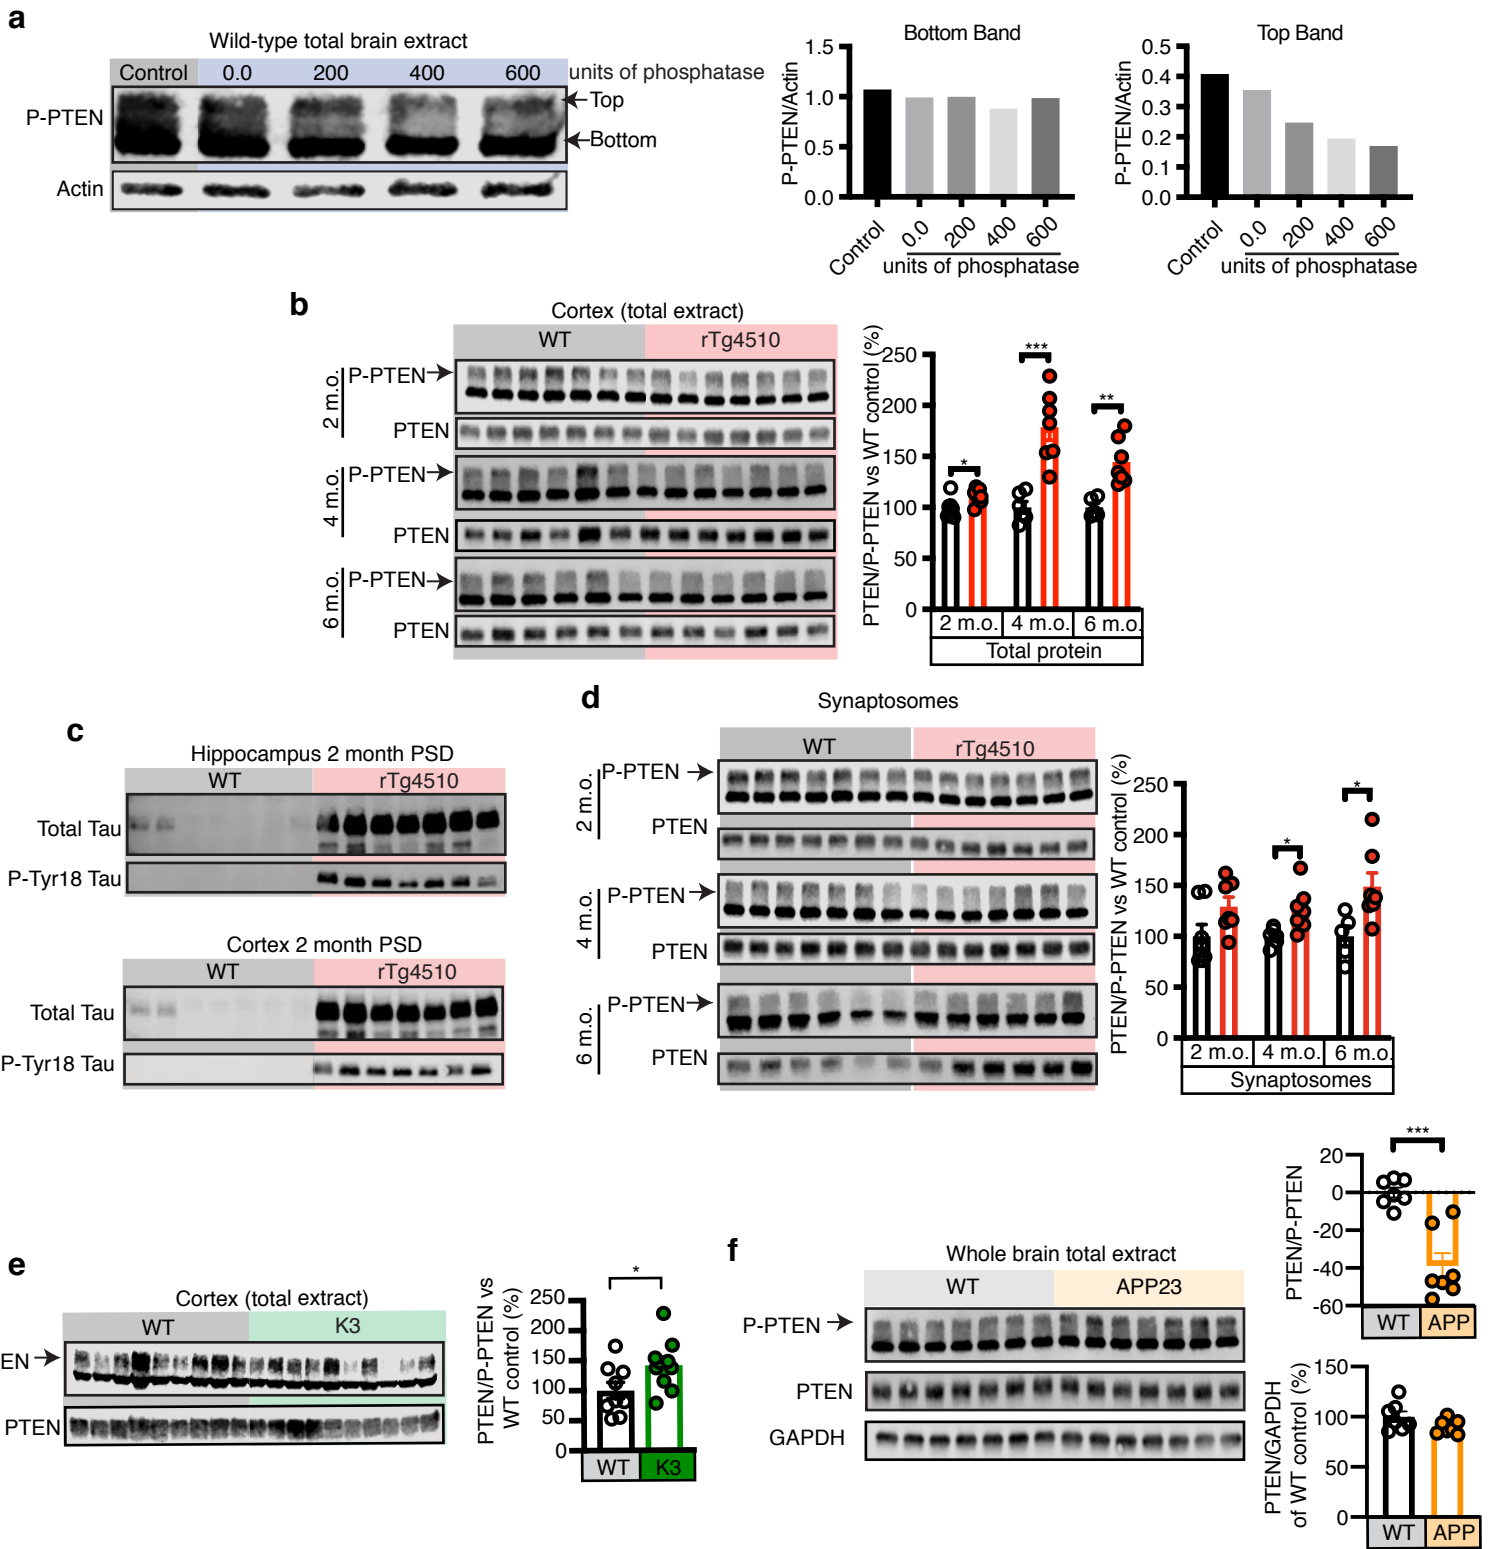 a
Wild-type total brain extract
Control 0.0 200 400 600 units of phosphatase
P-PTEN
Top
Bottom
Actin
Bottom Band
P-PTEN/Actin
1.5
1.0
0.5
0.0
Control 0.0 200 400 600
units of phosphatase
Top Band
P-PTEN/Actin
0.5
0.4
0.3
0.2
0.1
0.0
Control 0.0 200 400 600
units of phosphatase
b
Cortex (total extract)
WT rTg4510
2 m.o.
P-PTEN
PTEN
4 m.o.
P-PTEN
PTEN
6 m.o.
P-PTEN
PTEN
PTEN/P-PTEN vs WT control (%)
250
200
150
100
50
0
* *** **
2 m.o. 4 m.o. 6 m.o.
Total protein
c
Hippocampus 2 month PSD
WT rTg4510
Total Tau
P-Tyr18 Tau
Cortex 2 month PSD
WT rTg4510
Total Tau
P-Tyr18 Tau
d
Synaptosomes
WT rTg4510
2 m.o.
P-PTEN
PTEN
4 m.o.
P-PTEN
PTEN
6 m.o.
P-PTEN
PTEN
PTEN/P-PTEN vs WT control (%)
250
200
150
100
50
0
* *
2 m.o. 4 m.o. 6 m.o.
Synaptosomes
e
Cortex (total extract)
WT K3
EN
PTEN
PTEN/P-PTEN vs
WT control (%)
250
200
150
100
50
0
*
WT K3
f
Whole brain total extract
WT APP23
P-PTEN
PTEN
GAPDH
PTEN/P-PTEN
***
20
0
-20
-40
-60
WT APP
PTEN/GAPDH
of WT control (%)
150
100
50
0
WT APP